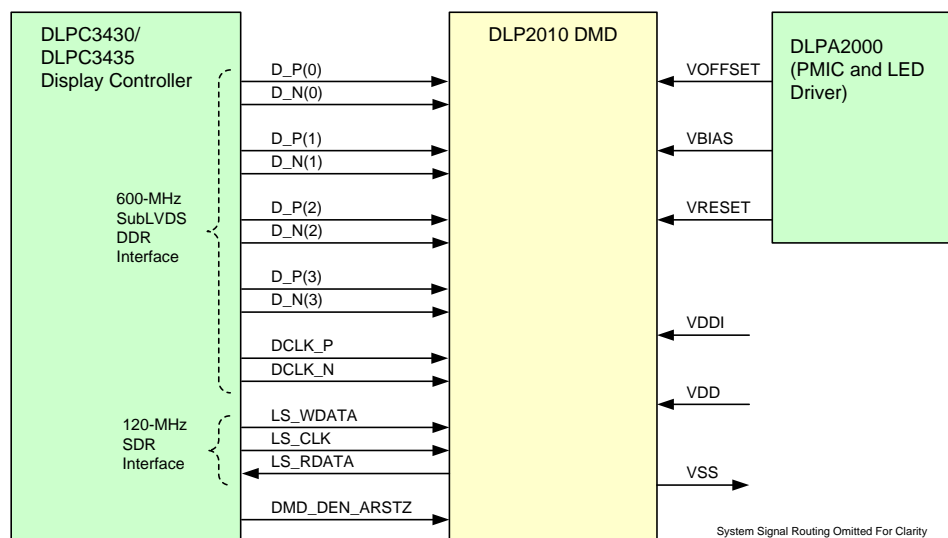 DLPC3430/
DLPC3435
Display Controller
DLP2010 DMD
DLPA2000
(PMIC and LED
Driver)
600-MHz
SubLVDS
DDR
Interface
120-MHz
SDR
Interface
D_P(0)
D_N(0)
D_P(1)
D_N(1)
D_P(2)
D_N(2)
D_P(3)
D_N(3)
DCLK_P
DCLK_N
LS_WDATA
LS_CLK
LS_RDATA
DMD_DEN_ARSTZ
VOFFSET
VBIAS
VRESET
VDDI
VDD
VSS
System Signal Routing Omitted For Clarity